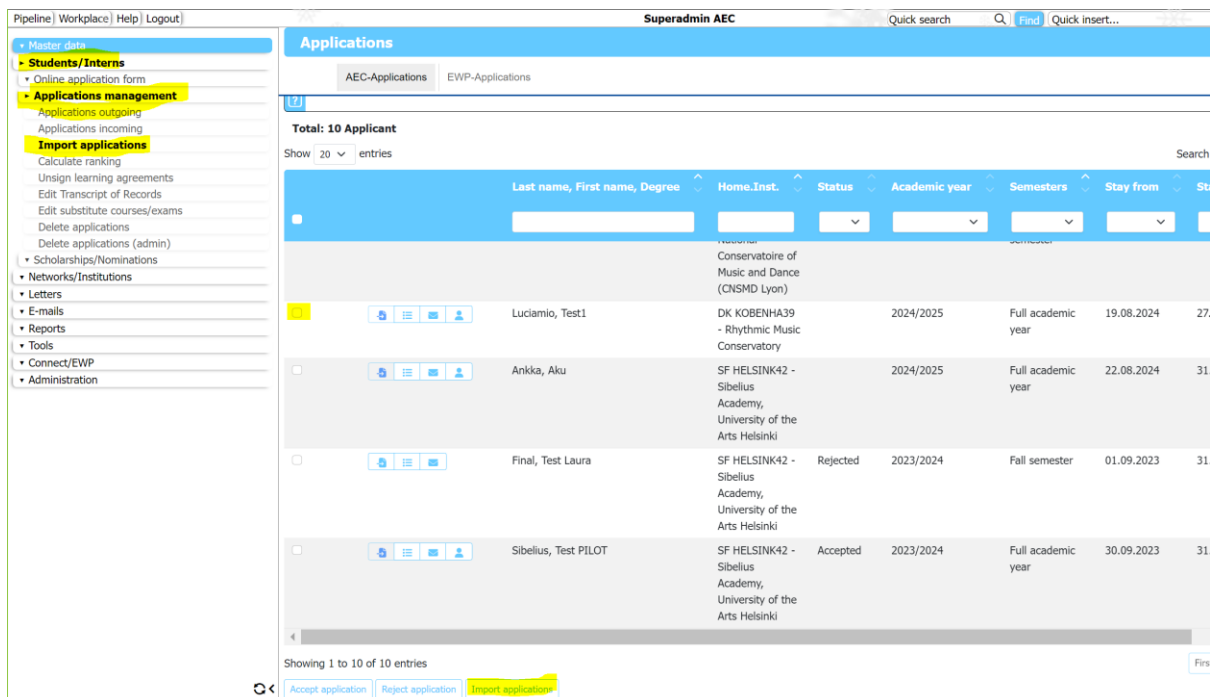 Pipeline Workplace Help Logout
Superadmin AEC
Quick search
Find
Quick insert...
Master data
Students/Interns
Online application form
Applications management
Applications outgoing
Applications incoming
Import applications
Calculate ranking
Unsign learning agreements
Edit Transcript of Records
Edit substitute courses/exams
Delete applications
Delete applications (admin)
Scholarships/Nominations
Networks/Institutions
Letters
E-mails
Reports
Tools
Connect/EWP
Administration
Applications
AEC-Applications EWP-Applications
Total: 10 Applicant
Show 20 entries
Search
Last name, First name, Degree Home.Inst. Status Academic year Semesters Stay from Sta
National semester
Conservatoire of
Music and Dance
(CNSMD Lyon)
Luciamio, Test1 DK KOBENHA39 2024/2025 Full academic 19.08.2024 27.
- Rhythmic Music year
Conservatory
Ankka, Aku SF HELSINK42 - 2024/2025 Full academic 22.08.2024 31.
Sibelius year
Academy,
University of the
Arts Helsinki
Final, Test Laura SF HELSINK42 - Rejected 2023/2024 Fall semester 01.09.2023 31.
Sibelius
Academy,
University of the
Arts Helsinki
Sibelius, Test PILOT SF HELSINK42 - Accepted 2023/2024 Full academic 30.09.2023 31.
Sibelius year
Academy,
University of the
Arts Helsinki
Showing 1 to 10 of 10 entries
Firs
Accept application Reject application Import applications